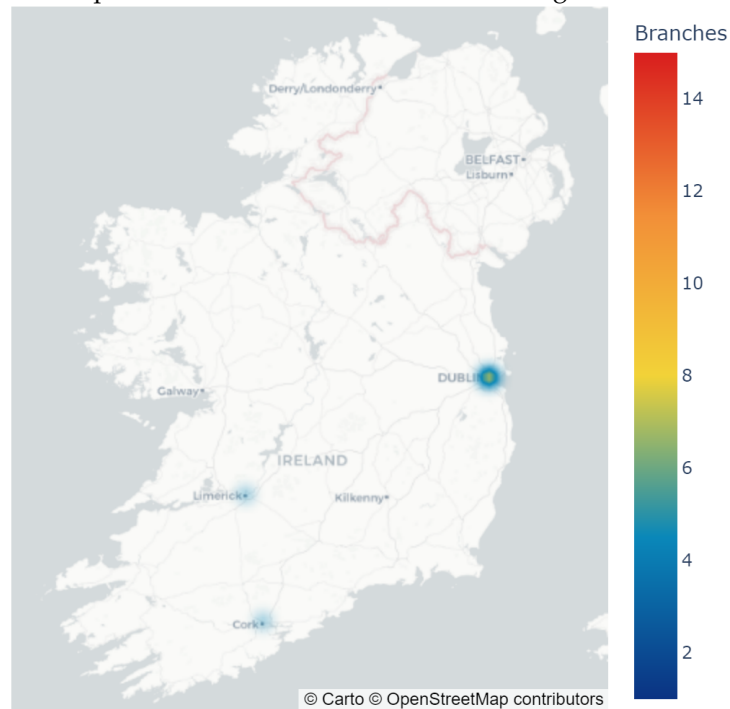 Branches
Derry/Londonderry
BELFAST
Lisburn
DUBLI
Galway
IRELAND
Limerick
Kilkenny
Cork
14
12
10
8
6
4
2
© Carto © OpenStreetMap contributors